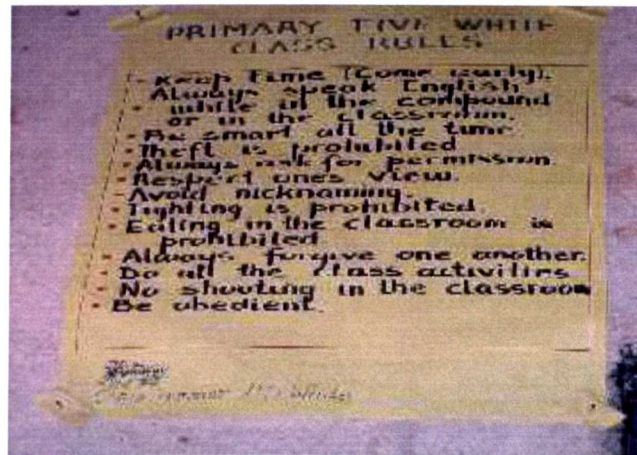 PRIMARY FIVE WHITE
CLASS RULES
- Keep time (Come early).
- Always speak English
while in the compound
or in the classroom.
- Be smart all the time.
- Theft is prohibited
- Always ask for permission
- Respect ones view.
- Avoid nicknaming.
- Fighting is prohibited.
- Eating in the classroom is
prohibited
- Always forgive one another.
- Do all the class activities
- No shouting in the classroom
- Be obedient.